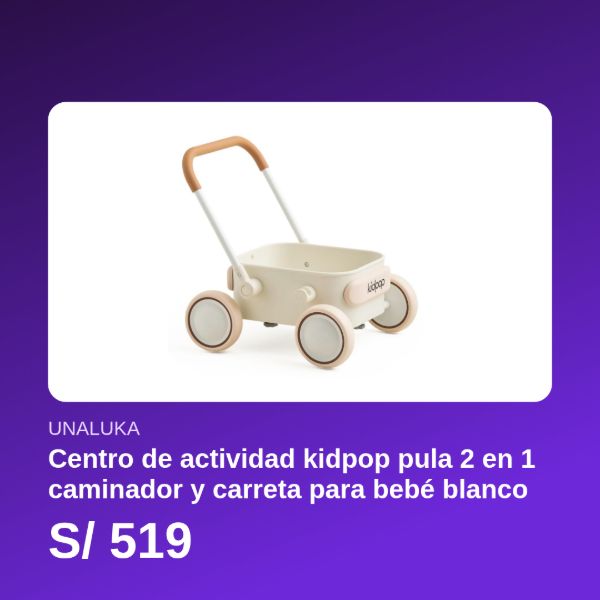 kidpop
UNALUKA
Centro de actividad kidpop pula 2 en 1
caminador y carreta para bebé blanco
S/ 519